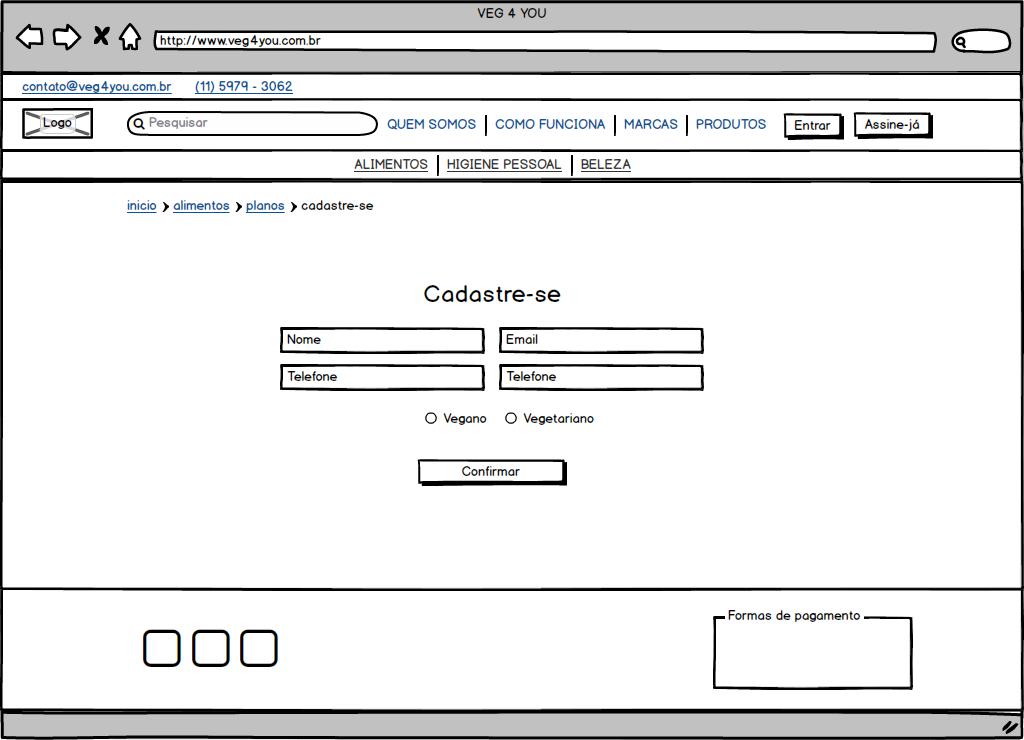 VEG 4 YOU
http://www.veg4you.com.br
contato@veg4you.com.br (11) 5979 - 3062
Logo Pesquisar QUEM SOMOS COMO FUNCIONA MARCAS PRODUTOS Entrar Assine-já
ALIMENTOS HIGIENE PESSOAL BELEZA
inicio alimentos planos cadastre-se
Cadastre-se
Nome Email
Telefone Telefone
Vegano Vegetariano
Confirmar
Formas de pagamento